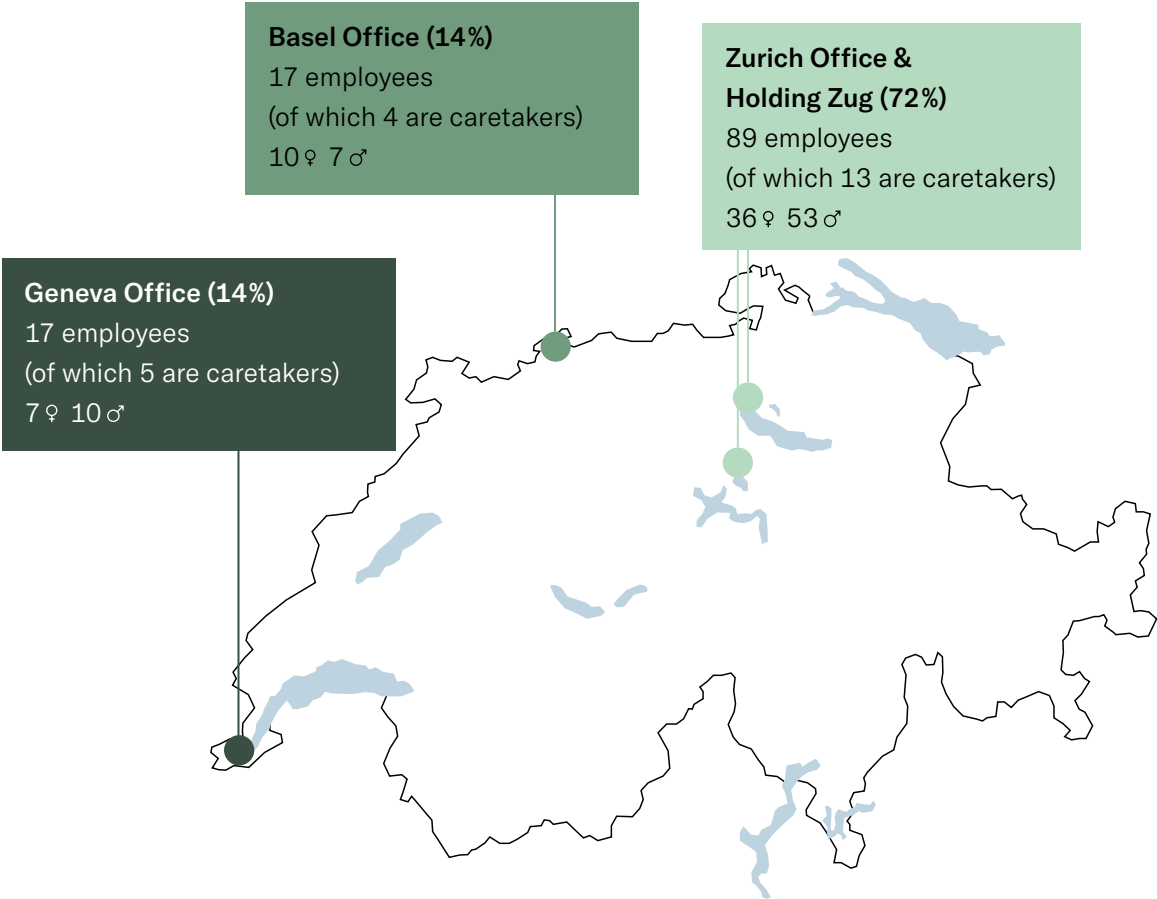 Basel Office (14%)
17 employees
(of which 4 are caretakers)
10♀ 7♂
Zurich Office &
Holding Zug (72%)
89 employees
(of which 13 are caretakers)
36♀ 53♂
Geneva Office (14%)
17 employees
(of which 5 are caretakers)
7♀ 10♂